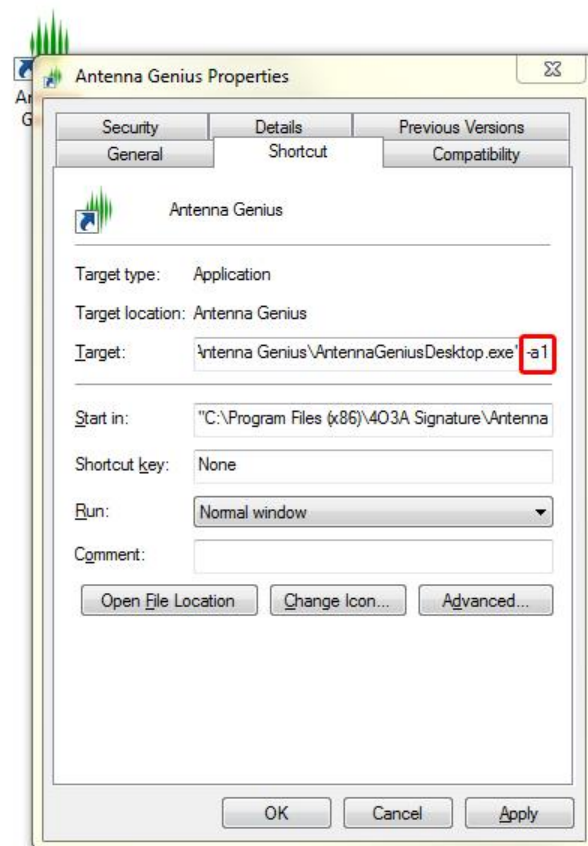 An
G
Antenna Genius Properties
Security Details Previous Versions
General Shortcut Compatibility
Antenna Genius
Target type: Application
Target location: Antenna Genius
Target: Antenna Genius\AntennaGeniusDesktop.exe" -a1
Start in: "C:\Program Files (x86)\4O3A Signature\Antenna
Shortcut key: None
Run: Normal window
Comment:
Open File Location Change Icon... Advanced...
OK Cancel Apply